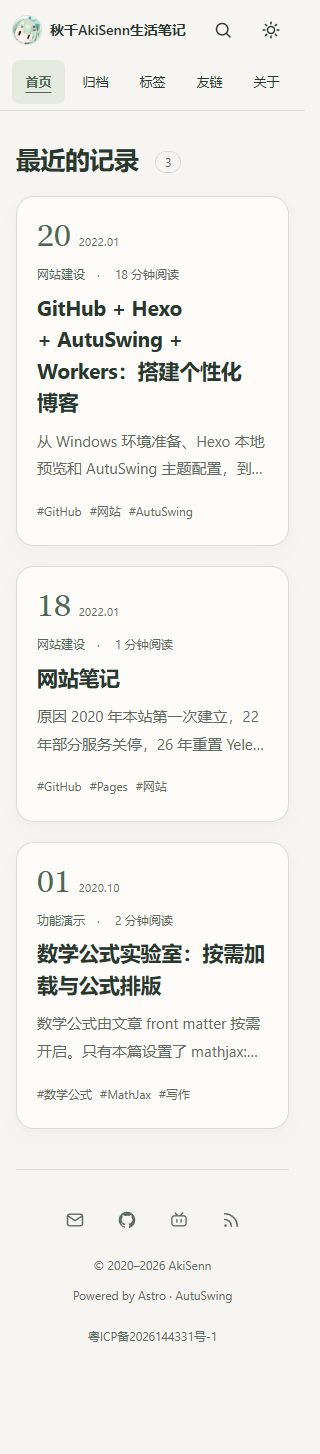 秋千AkiSenn生活笔记
首页 归档 标签 友链 关于
最近的记录 3
20 2022.01
网站建设 · 18 分钟阅读
GitHub + Hexo
+ AutuSwing +
Workers：搭建个性化
博客
从 Windows 环境准备、Hexo 本地
预览和 AutuSwing 主题配置，到...
#GitHub #网站 #AutuSwing
18 2022.01
网站建设 · 1 分钟阅读
网站笔记
原因 2020 年本站第一次建立，22
年部分服务关停，26 年重置 Yele...
#GitHub #Pages #网站
01 2020.10
功能演示 · 2 分钟阅读
数学公式实验室：按需加
载与公式排版
数学公式由文章 front matter 按需
开启。只有本篇设置了 mathjax:...
#数学公式 #MathJax #写作
© 2020–2026 AkiSenn
Powered by Astro · AutuSwing
粤ICP备2026144331号-1